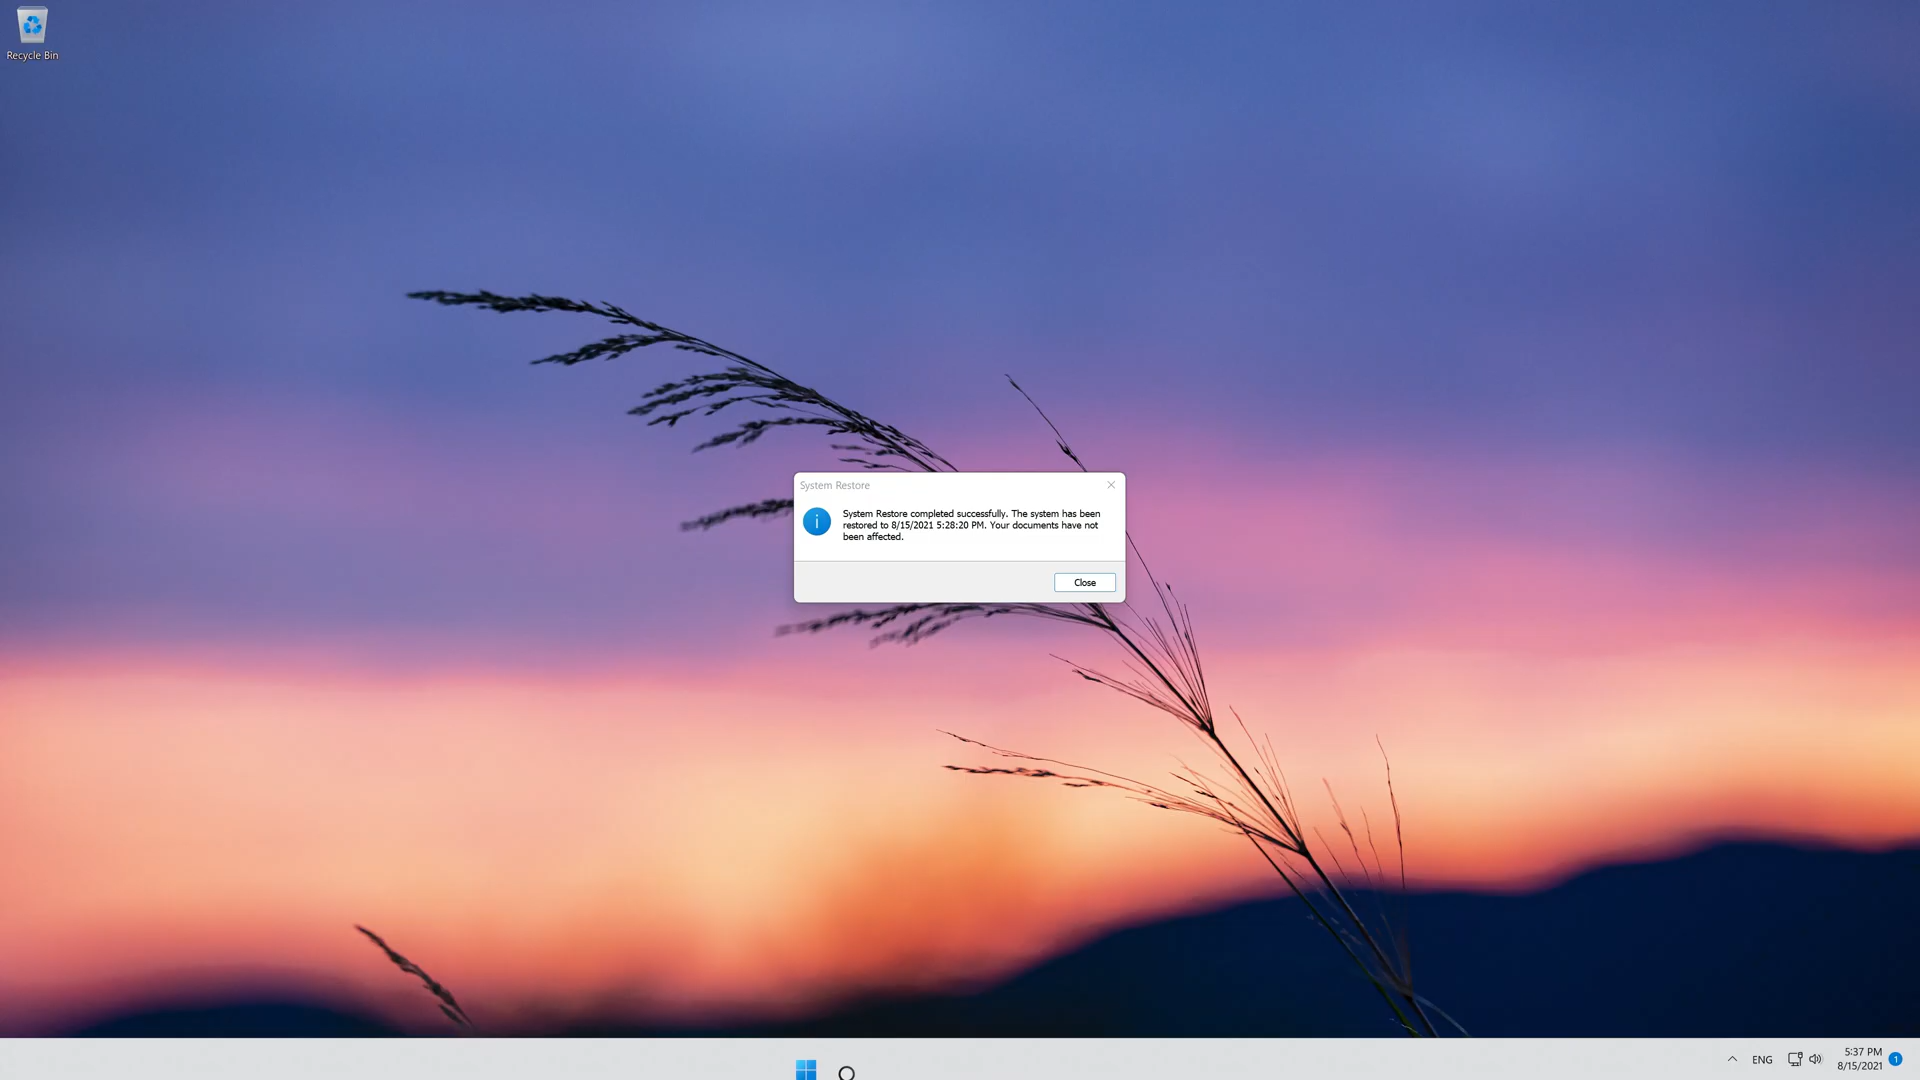 Recycle Bin
System Restore
System Restore completed successfully. The system has been
restored to 8/15/2021 5:28:20 PM. Your documents have not
been affected.
Close
ENG
5:37 PM
8/15/2021
1